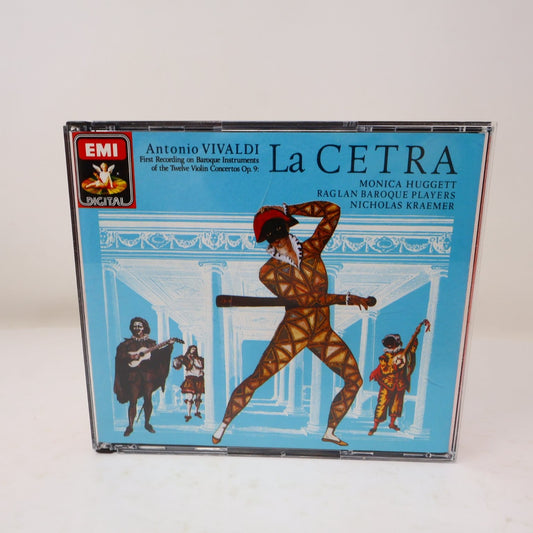 EMI
DIGITAL
Antonio VIVALDI
First Recording on Baroque Instruments
of the Twelve Violin Concertos Op. 9:
La CETRA
MONICA HUGGETT
RAGLAN BAROQUE PLAYERS
NICHOLAS KRAEMER